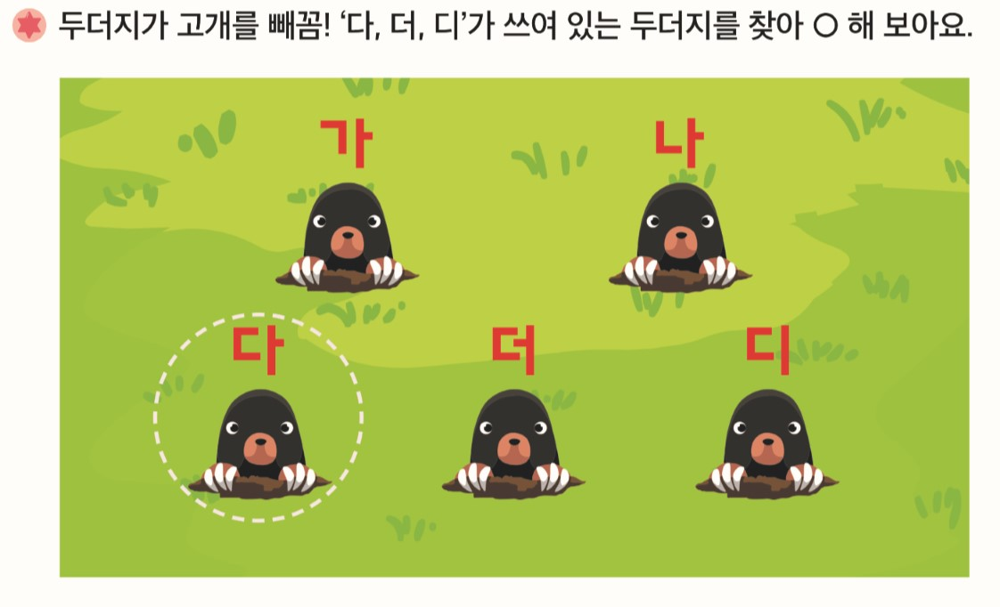 두더지가 고개를 빼꼼! ‘다, 더, 디’가 쓰여 있는 두더지를 찾아 ○ 해 보아요.
가 나
다 더 디